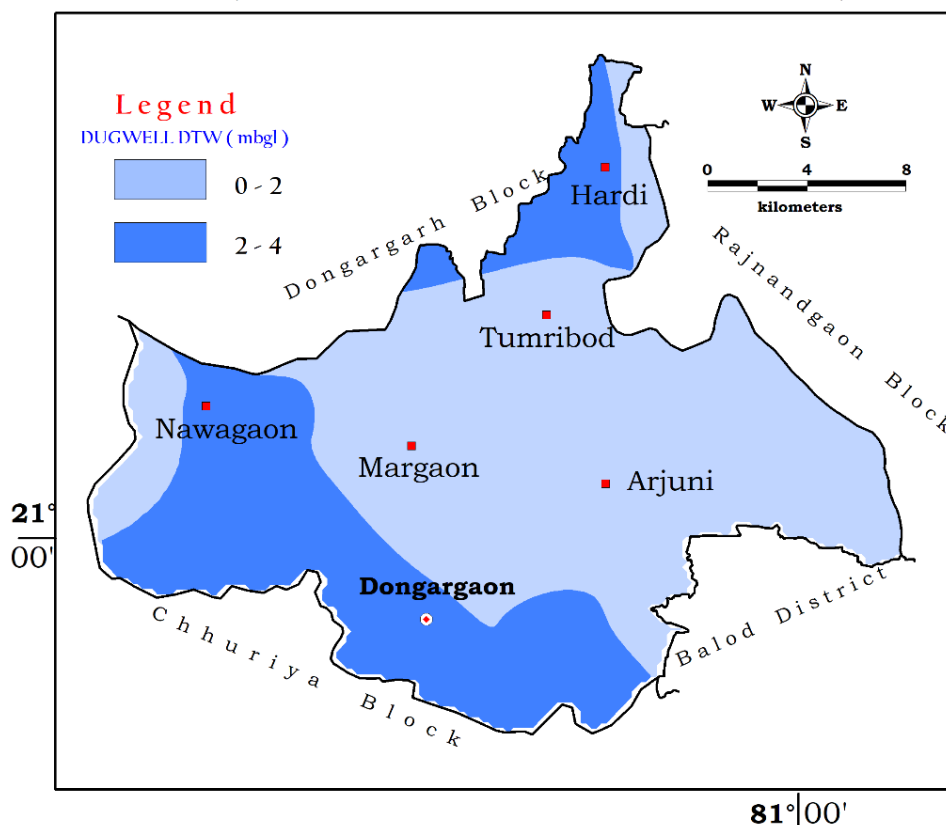 Legend
DUGWELL DTW ( mbgl )
0 - 2
2 - 4
N
W E
S
0 4 8
kilometers
Dongargarh Block
Rajnandgaon Block
Hardi
Tumribod
Nawagaon
Margaon
Arjuni
21°
00'
Dongargaon
Chhuriya Block
Balod District
81° 00'